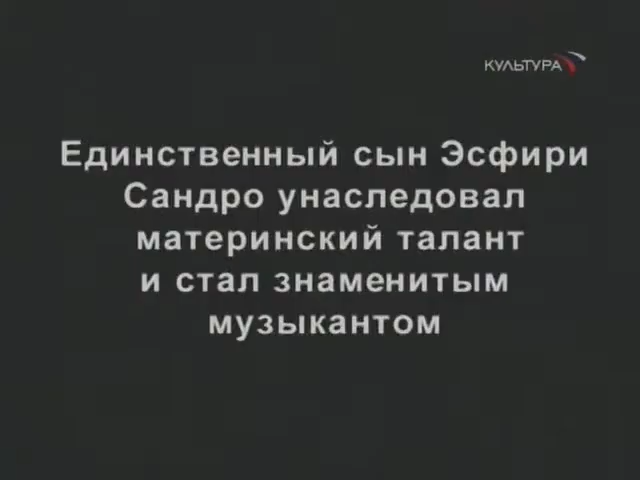 КУЛЬТУРА
Единственный сын Эсфири
Сандро унаследовал
материнский талант
и стал знаменитым
музыкантом